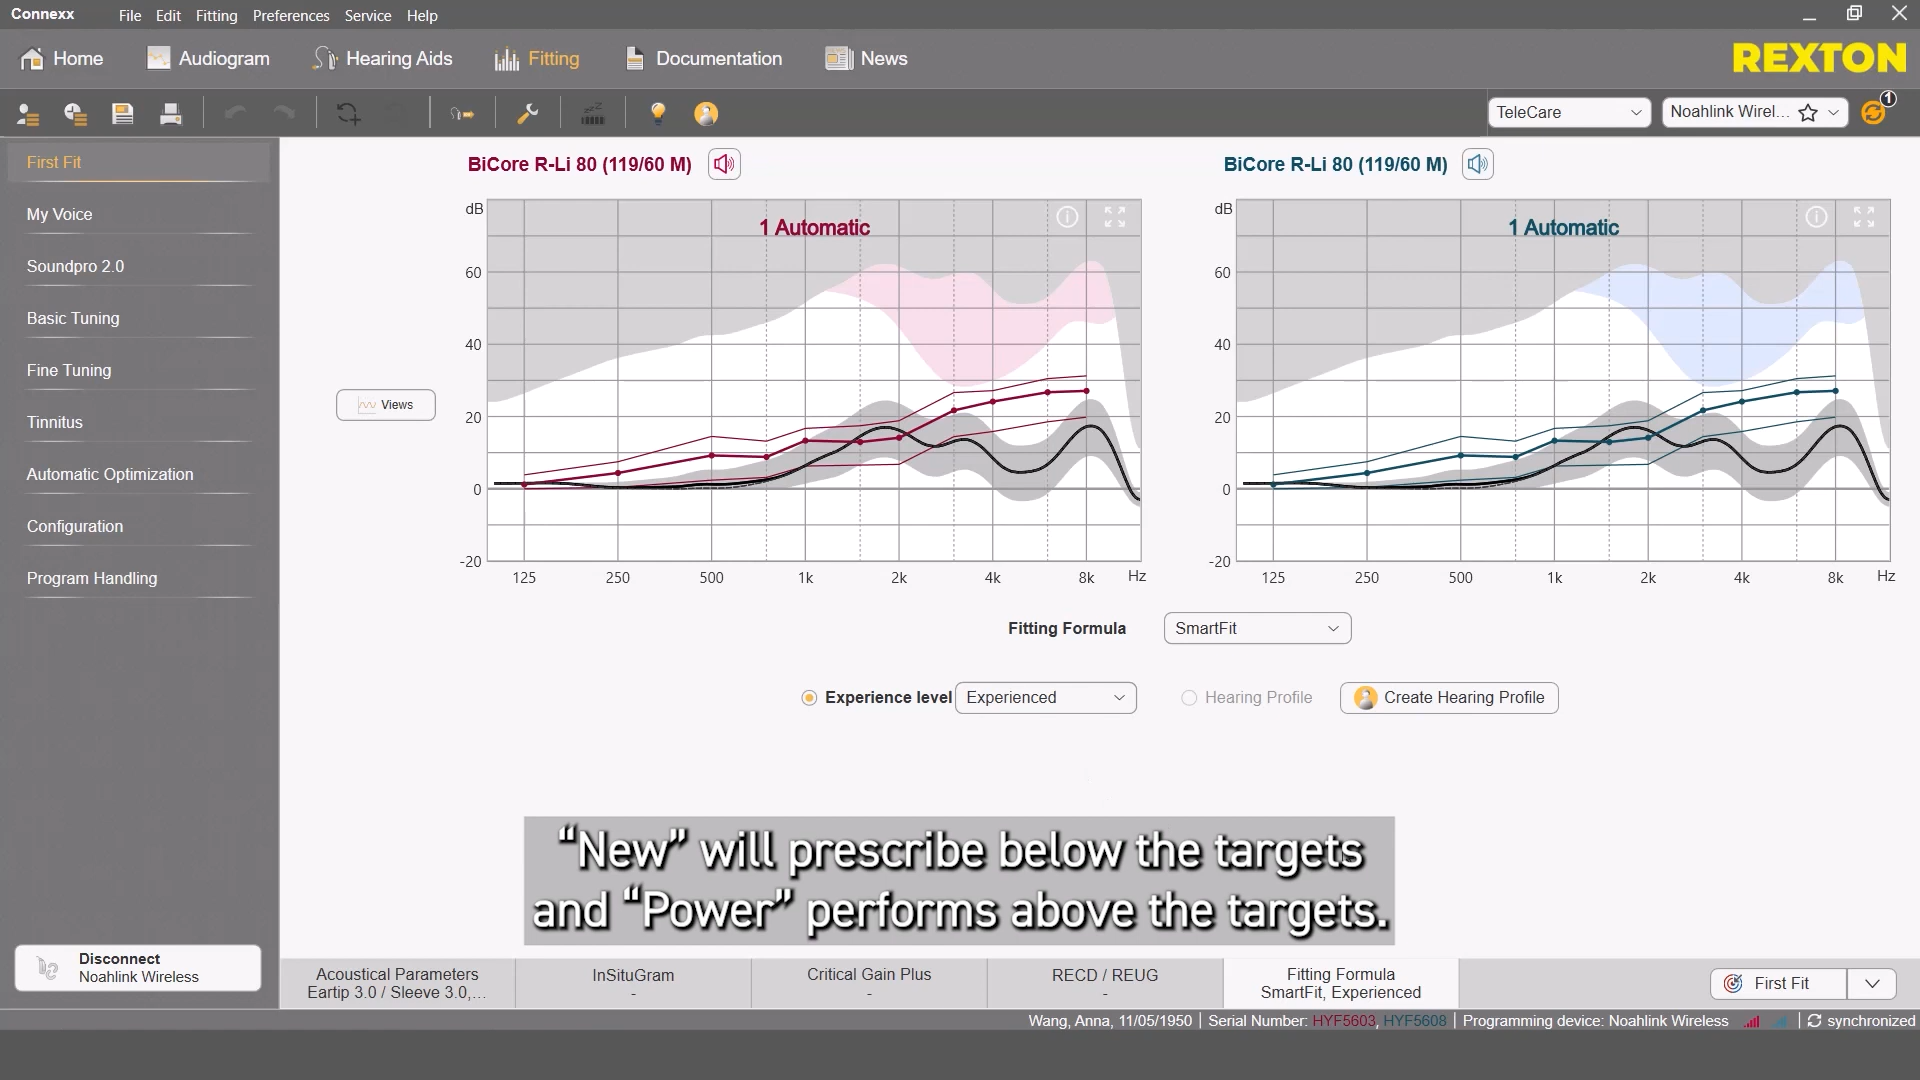 Connexx File Edit Fitting Preferences Service Help
Home Audiogram Hearing Aids Fitting Documentation News REXTON
TeleCare Noahlink Wirel... 1
First Fit
My Voice
Soundpro 2.0
Basic Tuning
Fine Tuning
Tinnitus
Automatic Optimization
Configuration
Program Handling
Disconnect
Noahlink Wireless
BiCore R-Li 80 (119/60 M)
dB
1 Automatic
60
40
20
0
-20
125 250 500 1k 2k 4k 8k Hz
Views
BiCore R-Li 80 (119/60 M)
dB
1 Automatic
60
40
20
0
-20
125 250 500 1k 2k 4k 8k Hz
Fitting Formula SmartFit
Experience level Experienced Hearing Profile Create Hearing Profile
“New” will prescribe below the targets
and “Power” performs above the targets.
Acoustical Parameters
Eartip 3.0 / Sleeve 3.0,...
InSituGram
-
Critical Gain Plus
-
RECD / REUG
-
Fitting Formula
SmartFit, Experienced
First Fit
Wang, Anna, 11/05/1950 | Serial Number: HYF5603, HYF5608 | Programming device: Noahlink Wireless | synchronized